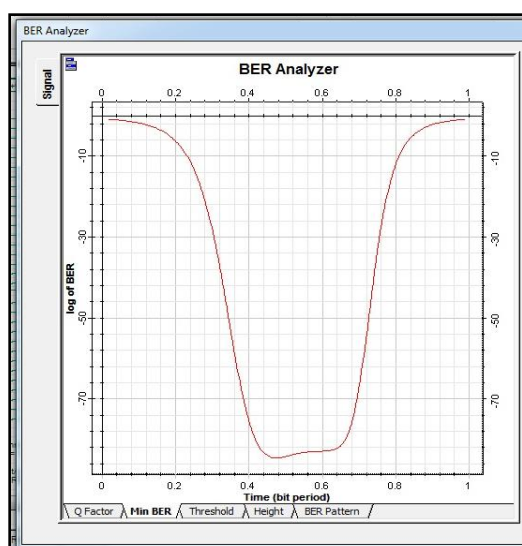 BER Analyzer
Signal
BER Analyzer
0 0.2 0.4 0.6 0.8 1
-10 -10
-30 -30
-50 -50
-70 -70
log of BER
0 0.2 0.4 0.6 0.8 1
Time (bit period)
Q Factor Min BER Threshold Height BER Pattern